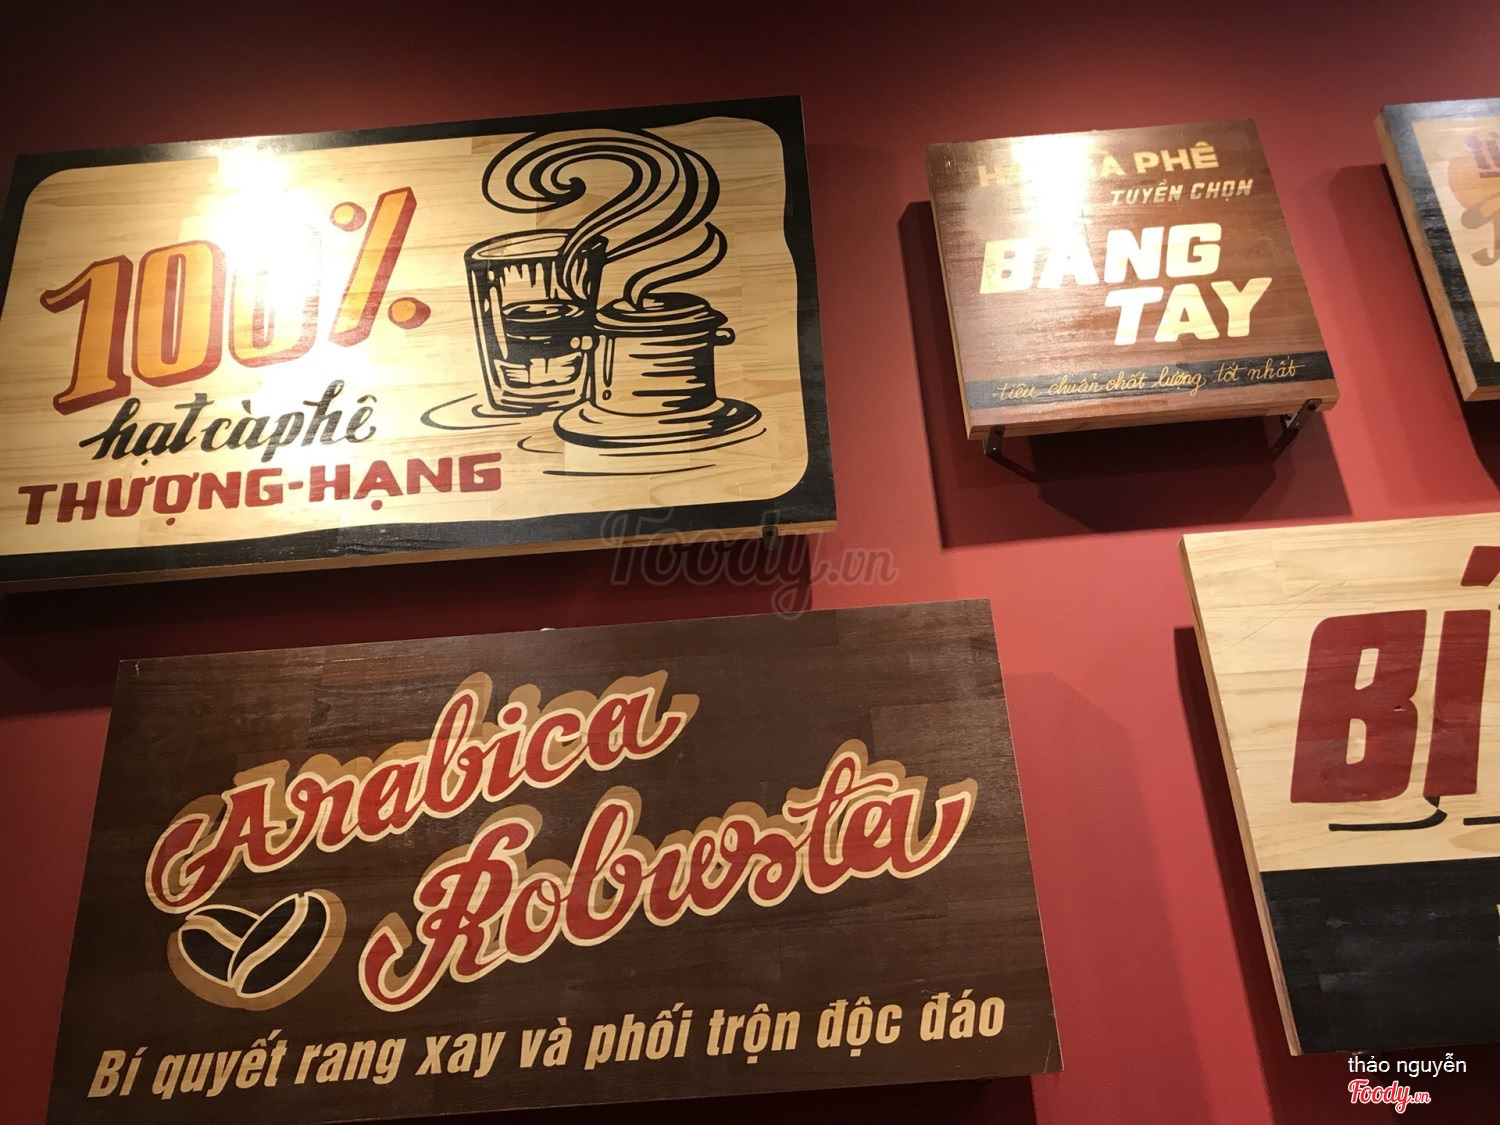 100%
hạt cà phê
THƯỢNG-HẠNG
PHÊ
TUYỂN CHỌN
BẰNG
TAY
tiêu chuẩn chất lượng tốt nhất
Arabica
Robusta
Bí quyết rang xay và phối trộn độc đáo
BÍ
Foody.vn
thảo nguyễn
Foody.vn